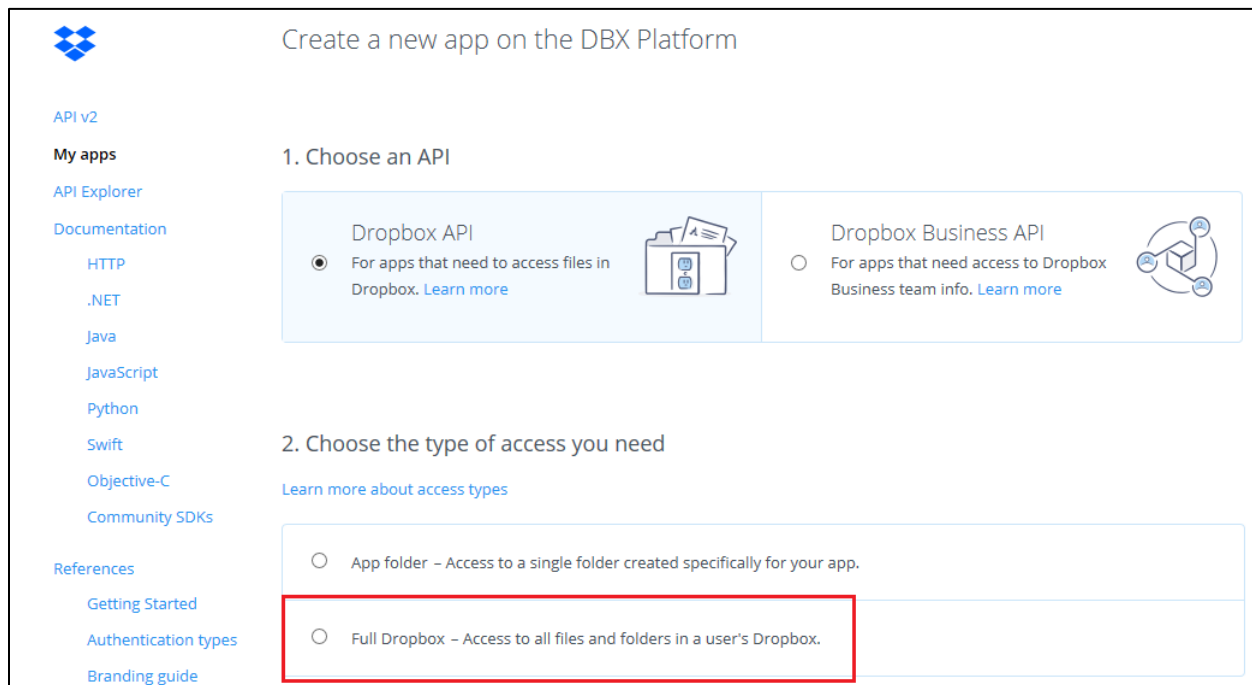 Create a new app on the DBX Platform
API v2
My apps
API Explorer
Documentation
HTTP
.NET
Java
JavaScript
Python
Swift
Objective-C
Community SDKs
References
Getting Started
Authentication types
Branding guide
1. Choose an API
Dropbox API
For apps that need to access files in
Dropbox. Learn more
Dropbox Business API
For apps that need access to Dropbox
Business team info. Learn more
2. Choose the type of access you need
Learn more about access types
App folder – Access to a single folder created specifically for your app.
Full Dropbox – Access to all files and folders in a user's Dropbox.